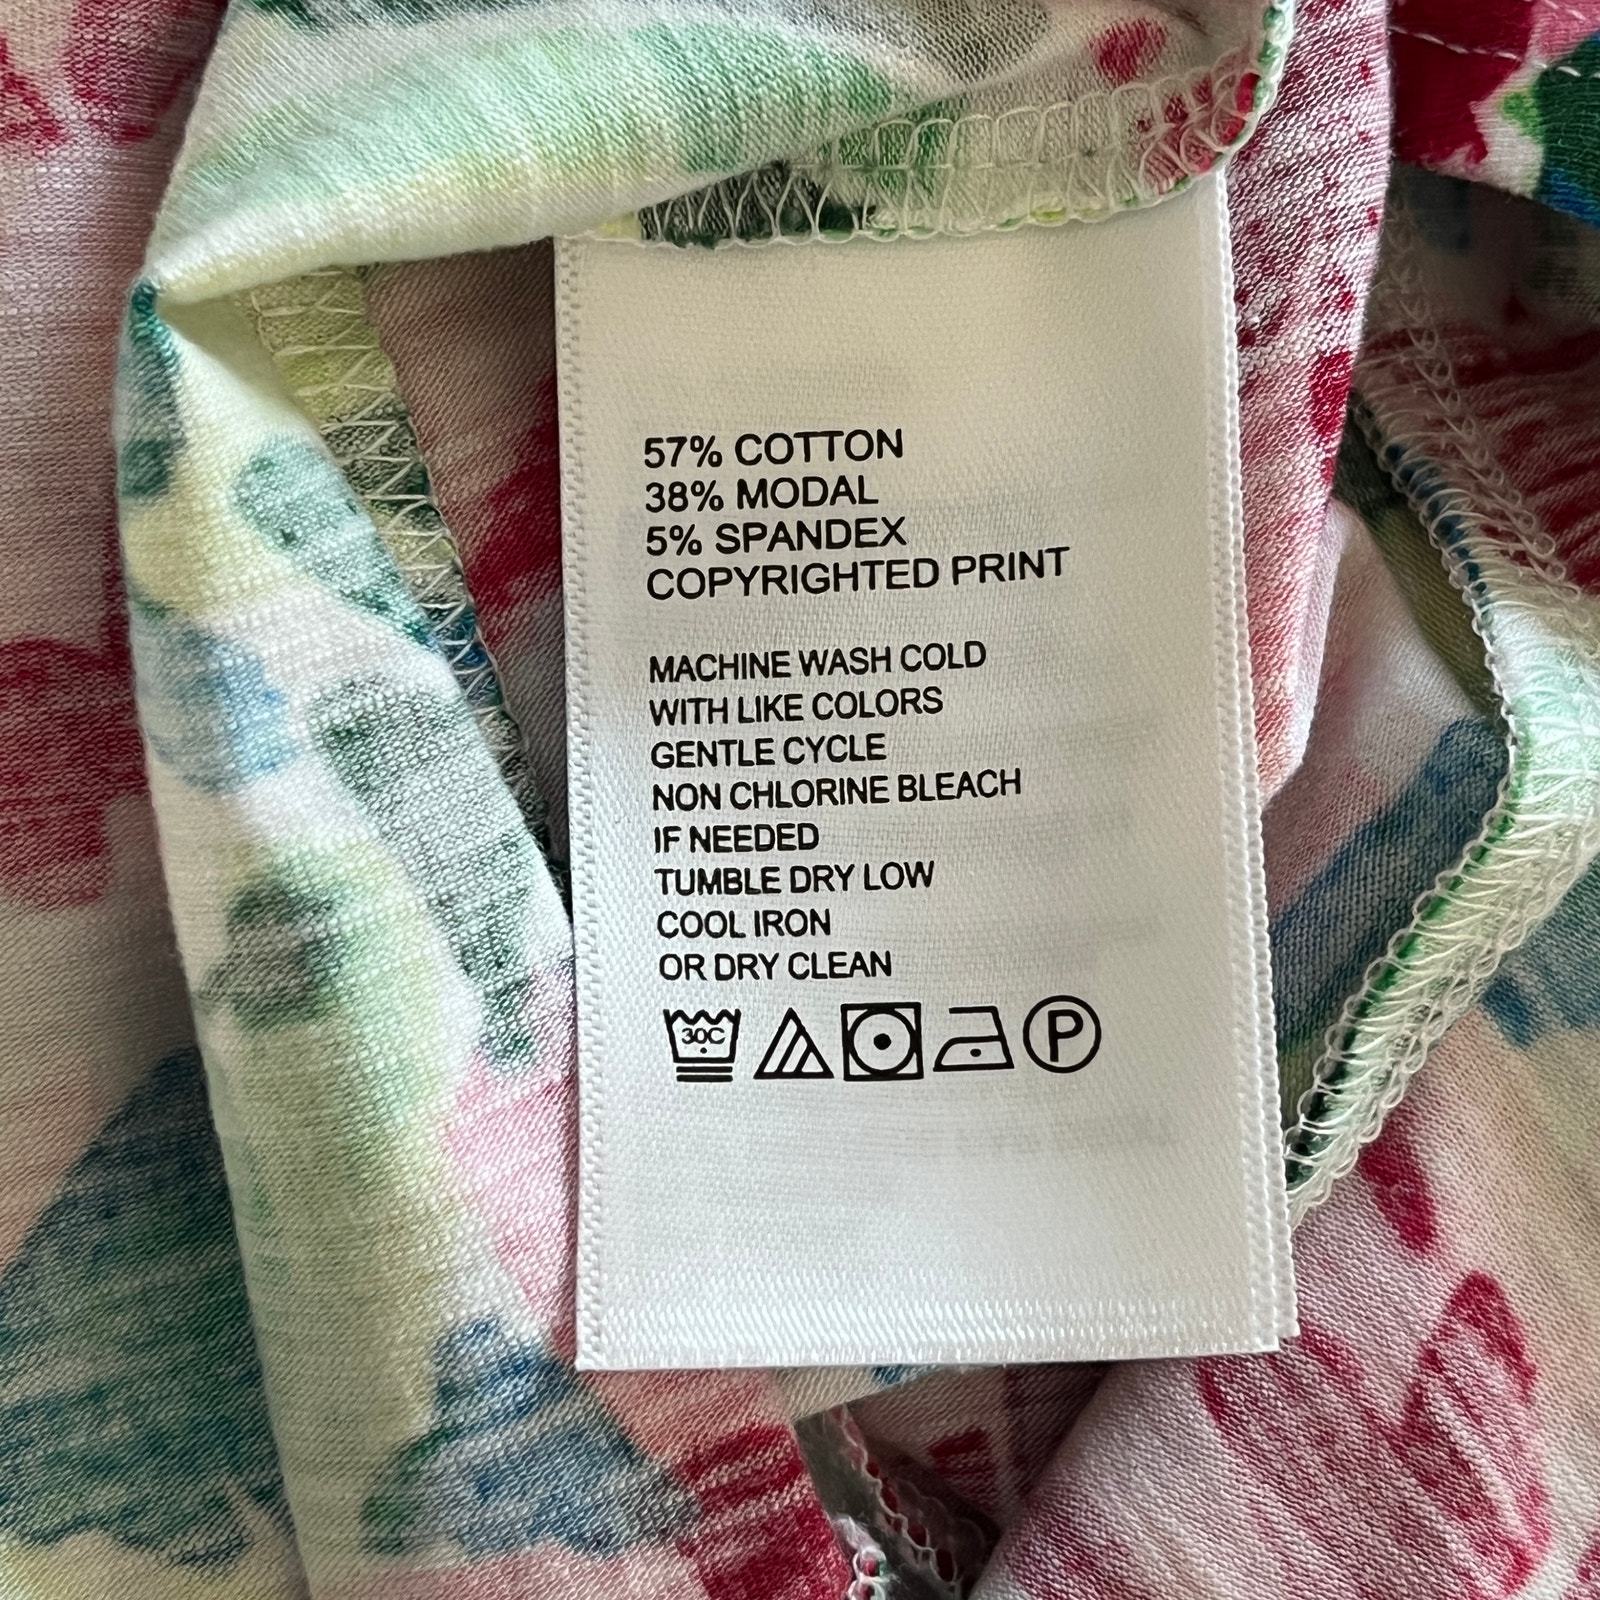 57% COTTON
38% MODAL
5% SPANDEX
COPYRIGHTED PRINT
MACHINE WASH COLD
WITH LIKE COLORS
GENTLE CYCLE
NON CHLORINE BLEACH
IF NEEDED
TUMBLE DRY LOW
COOL IRON
OR DRY CLEAN
30C P